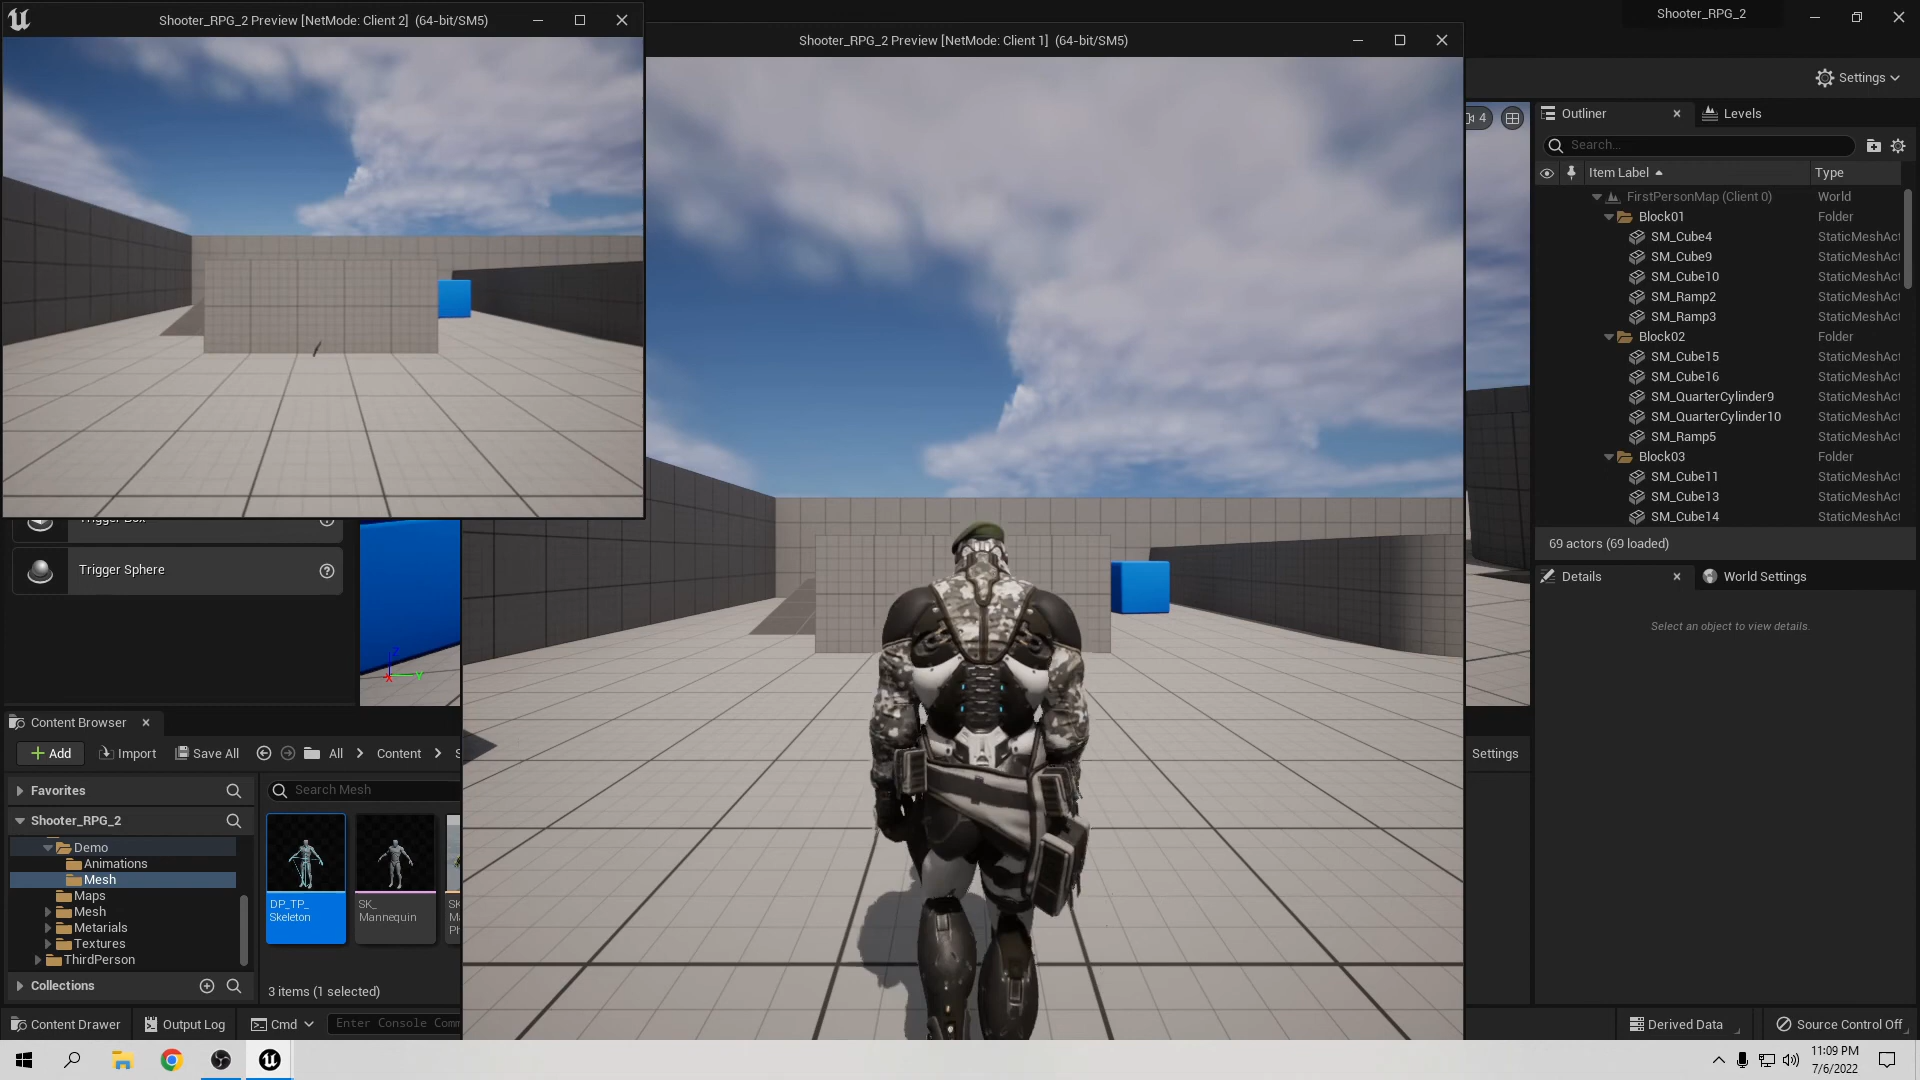 Shooter_RPG_2 Preview [NetMode: Client 2] (64-bit/SM5)
Shooter_RPG_2 Preview [NetMode: Client 1] (64-bit/SM5)
Shooter_RPG_2
Settings
4
Outliner
Levels
Search...
Item Label
Type
FirstPersonMap (Client 0)
World
Block01
Folder
SM_Cube4
StaticMeshAct
SM_Cube9
StaticMeshAct
SM_Cube10
StaticMeshAct
SM_Ramp2
StaticMeshAct
SM_Ramp3
StaticMeshAct
Block02
Folder
SM_Cube15
StaticMeshAct
SM_Cube16
StaticMeshAct
SM_QuarterCylinder9
StaticMeshAct
SM_QuarterCylinder10
StaticMeshAct
SM_Ramp5
StaticMeshAct
Block03
Folder
SM_Cube11
StaticMeshAct
SM_Cube13
StaticMeshAct
SM_Cube14
StaticMeshAct
69 actors (69 loaded)
Details
World Settings
Select an object to view details.
Trigger Box
Trigger Sphere
Z
X
Y
Content Browser
Add
Import
Save All
All
Content
S
Settings
Favorites
Search Mesh
Shooter_RPG_2
Demo
Animations
Mesh
Maps
Mesh
Metarials
Textures
ThirdPerson
Collections
DP_TP_
Skeleton
SK_
Mannequin
SK
Ma
Ph
3 items (1 selected)
Content Drawer
Output Log
Cmd
Enter Console Comm
Derived Data
Source Control Off
11:09 PM
7/6/2022